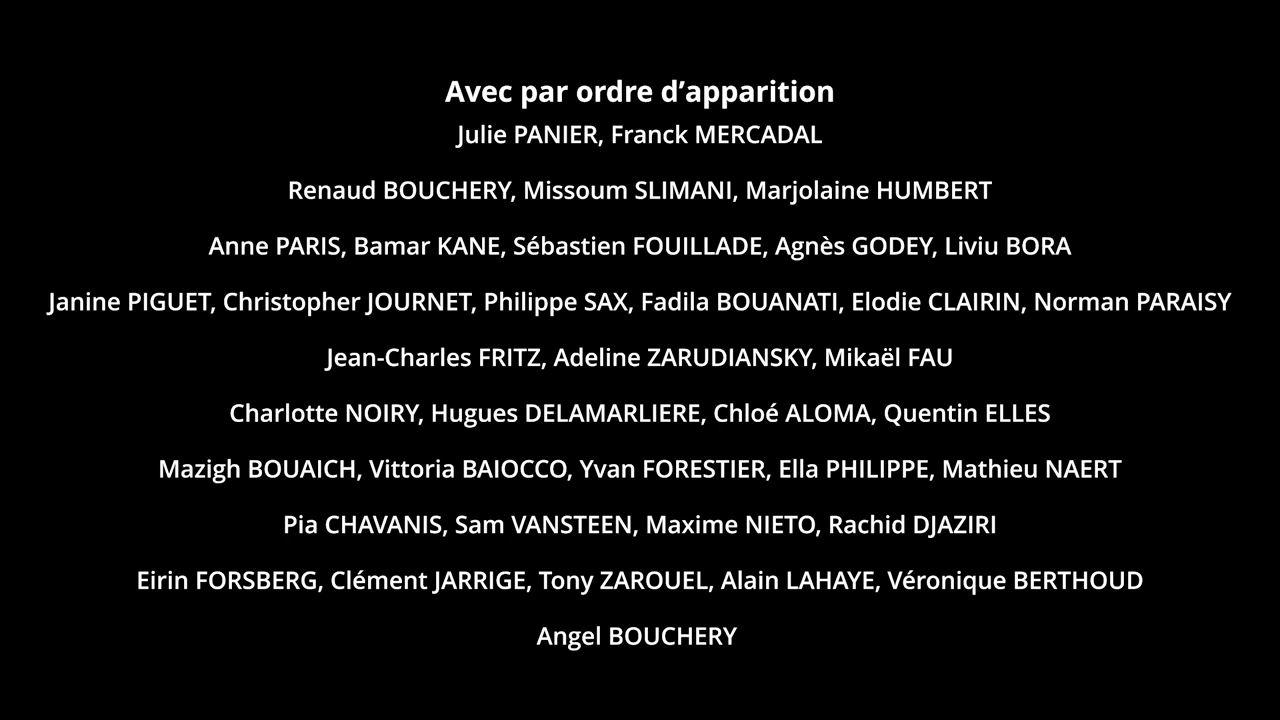 Avec par ordre d’apparition
Julie PANIER, Franck MERCADAL
Renaud BOUCHERY, Missoum SLIMANI, Marjolaine HUMBERT
Anne PARIS, Bamar KANE, Sébastien FOUILLADE, Agnès GODEY, Liviu BORA
Janine PIGUET, Christopher JOURNET, Philippe SAX, Fadila BOUANATI, Elodie CLAIRIN, Norman PARAISY
Jean-Charles FRITZ, Adeline ZARUDIANSKY, Mikaël FAU
Charlotte NOIRY, Hugues DELAMARLIERE, Chloé ALOMA, Quentin ELLES
Mazigh BOUAICH, Vittoria BAIOCCO, Yvan FORESTIER, Ella PHILIPPE, Mathieu NAERT
Pia CHAVANIS, Sam VANSTEEN, Maxime NIETO, Rachid DJAZIRI
Eirin FORSBERG, Clément JARRIGE, Tony ZAROUEL, Alain LAHAYE, Véronique BERTHOUD
Angel BOUCHERY